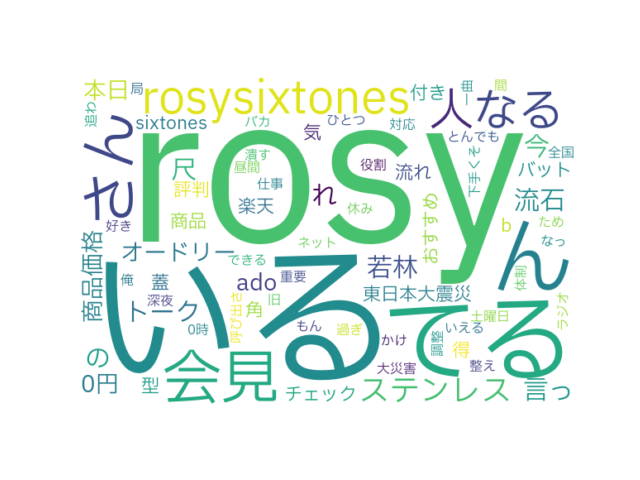 本日
局
追わ
rosysixtones
付き
人
なる
田
一
間
sixtones
バカ
ひとつ
対応
とんでも
今
全国
さん
rosy
潰す
昼間
気
役割
流れ
下手くそ
バット
尺
評判
仕事
れ
楽天
休み
おすすめ
流石
好き
商品
b
ため
ん
商品価格
オードリー
できる
ネット
なっ
俺
蓋
ado
重要
若林
体制
深夜
いる
てる
トーク
呼び出さ
旧
東日本大震災
ラジオ
0時
角
もん
過ぎ
かけ
調整
いえる
土曜日
の
得
0円
型
会見
チェック
大災害
整え
ステンレス
言っ